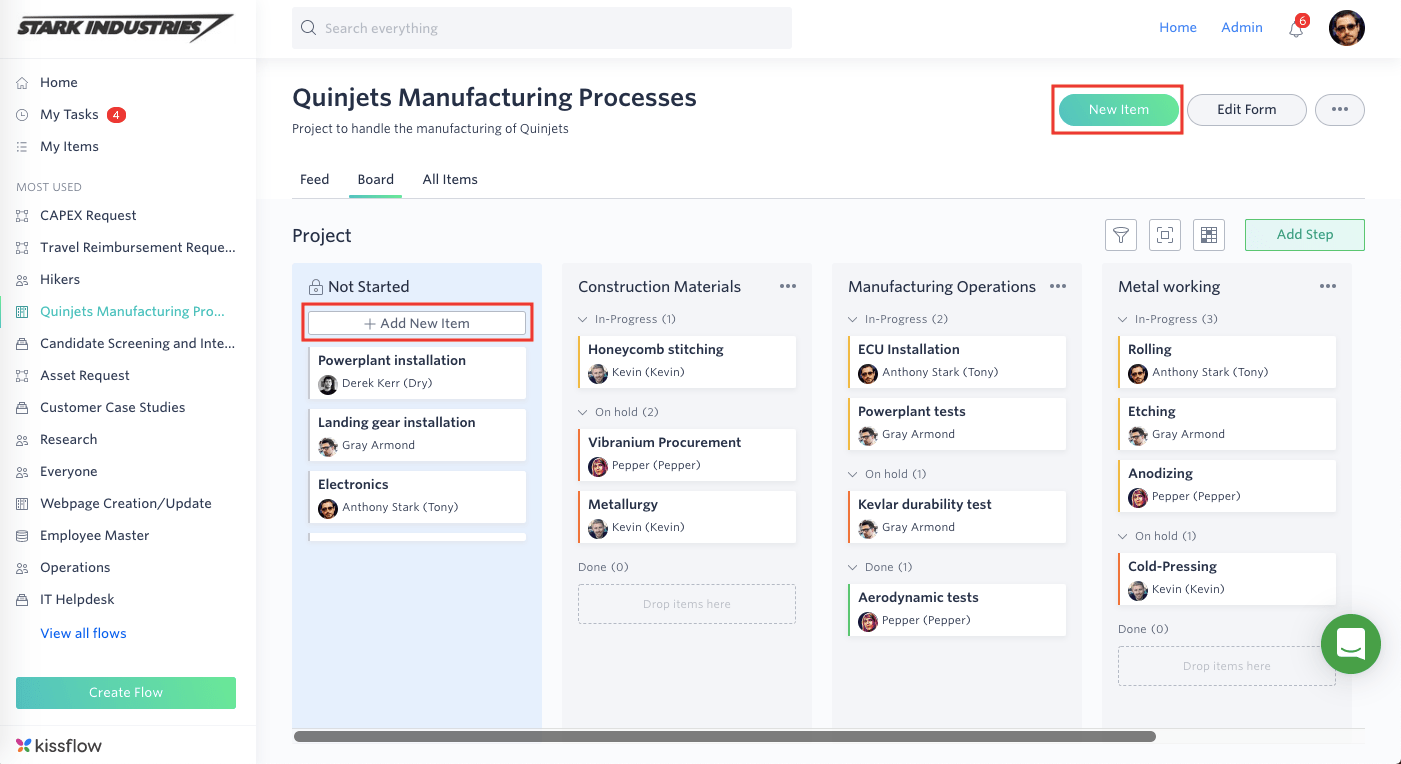 STARK INDUSTRIES
Search everything
Home
Admin
6
Home
My Tasks 4
My Items
MOST USED
CAPEX Request
Travel Reimbursement Reque...
Hikers
Quinjets Manufacturing Pro...
Candidate Screening and Inte...
Asset Request
Customer Case Studies
Research
Everyone
Webpage Creation/Update
Employee Master
Operations
IT Helpdesk
View all flows
Create Flow
kissflow
Quinjets Manufacturing Processes
Project to handle the manufacturing of Quinjets
New Item
Edit Form
Feed
Board
All Items
Project
Add Step
Not Started
+ Add New Item
Powerplant installation
Derek Kerr (Dry)
Landing gear installation
Gray Armond
Electronics
Anthony Stark (Tony)
Construction Materials
In-Progress (1)
Honeycomb stitching
Kevin (Kevin)
On hold (2)
Vibranium Procurement
Pepper (Pepper)
Metallurgy
Kevin (Kevin)
Done (0)
Drop items here
Manufacturing Operations
In-Progress (2)
ECU Installation
Anthony Stark (Tony)
Powerplant tests
Gray Armond
On hold (1)
Kevlar durability test
Gray Armond
Done (1)
Aerodynamic tests
Pepper (Pepper)
Metal working
In-Progress (3)
Rolling
Anthony Stark (Tony)
Etching
Gray Armond
Anodizing
Pepper (Pepper)
On hold (1)
Cold-Pressing
Kevin (Kevin)
Done (0)
Drop items here